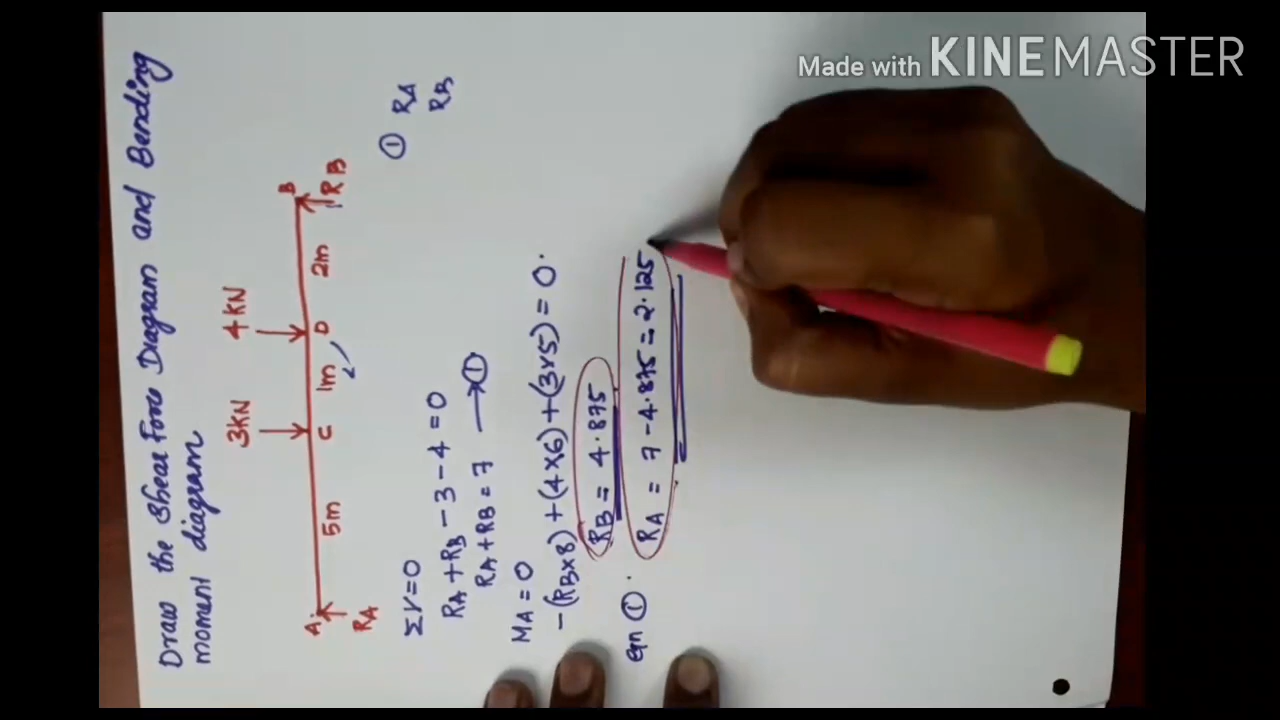 Made with KINEMASTER
Draw the Shear Force Diagram and Bending
moment diagram
3KN 4KN
A C D B
5m 1m 2m
RA RB
① RA
RB
ΣV=0
RA + RB - 3 - 4 = 0
RA + RB = 7 → ①
MA = 0
-(RB×8) + (4×6) + (3×5) = 0.
RB = 4.875
eqn ① .
RA = 7 - 4.875 = 2.125